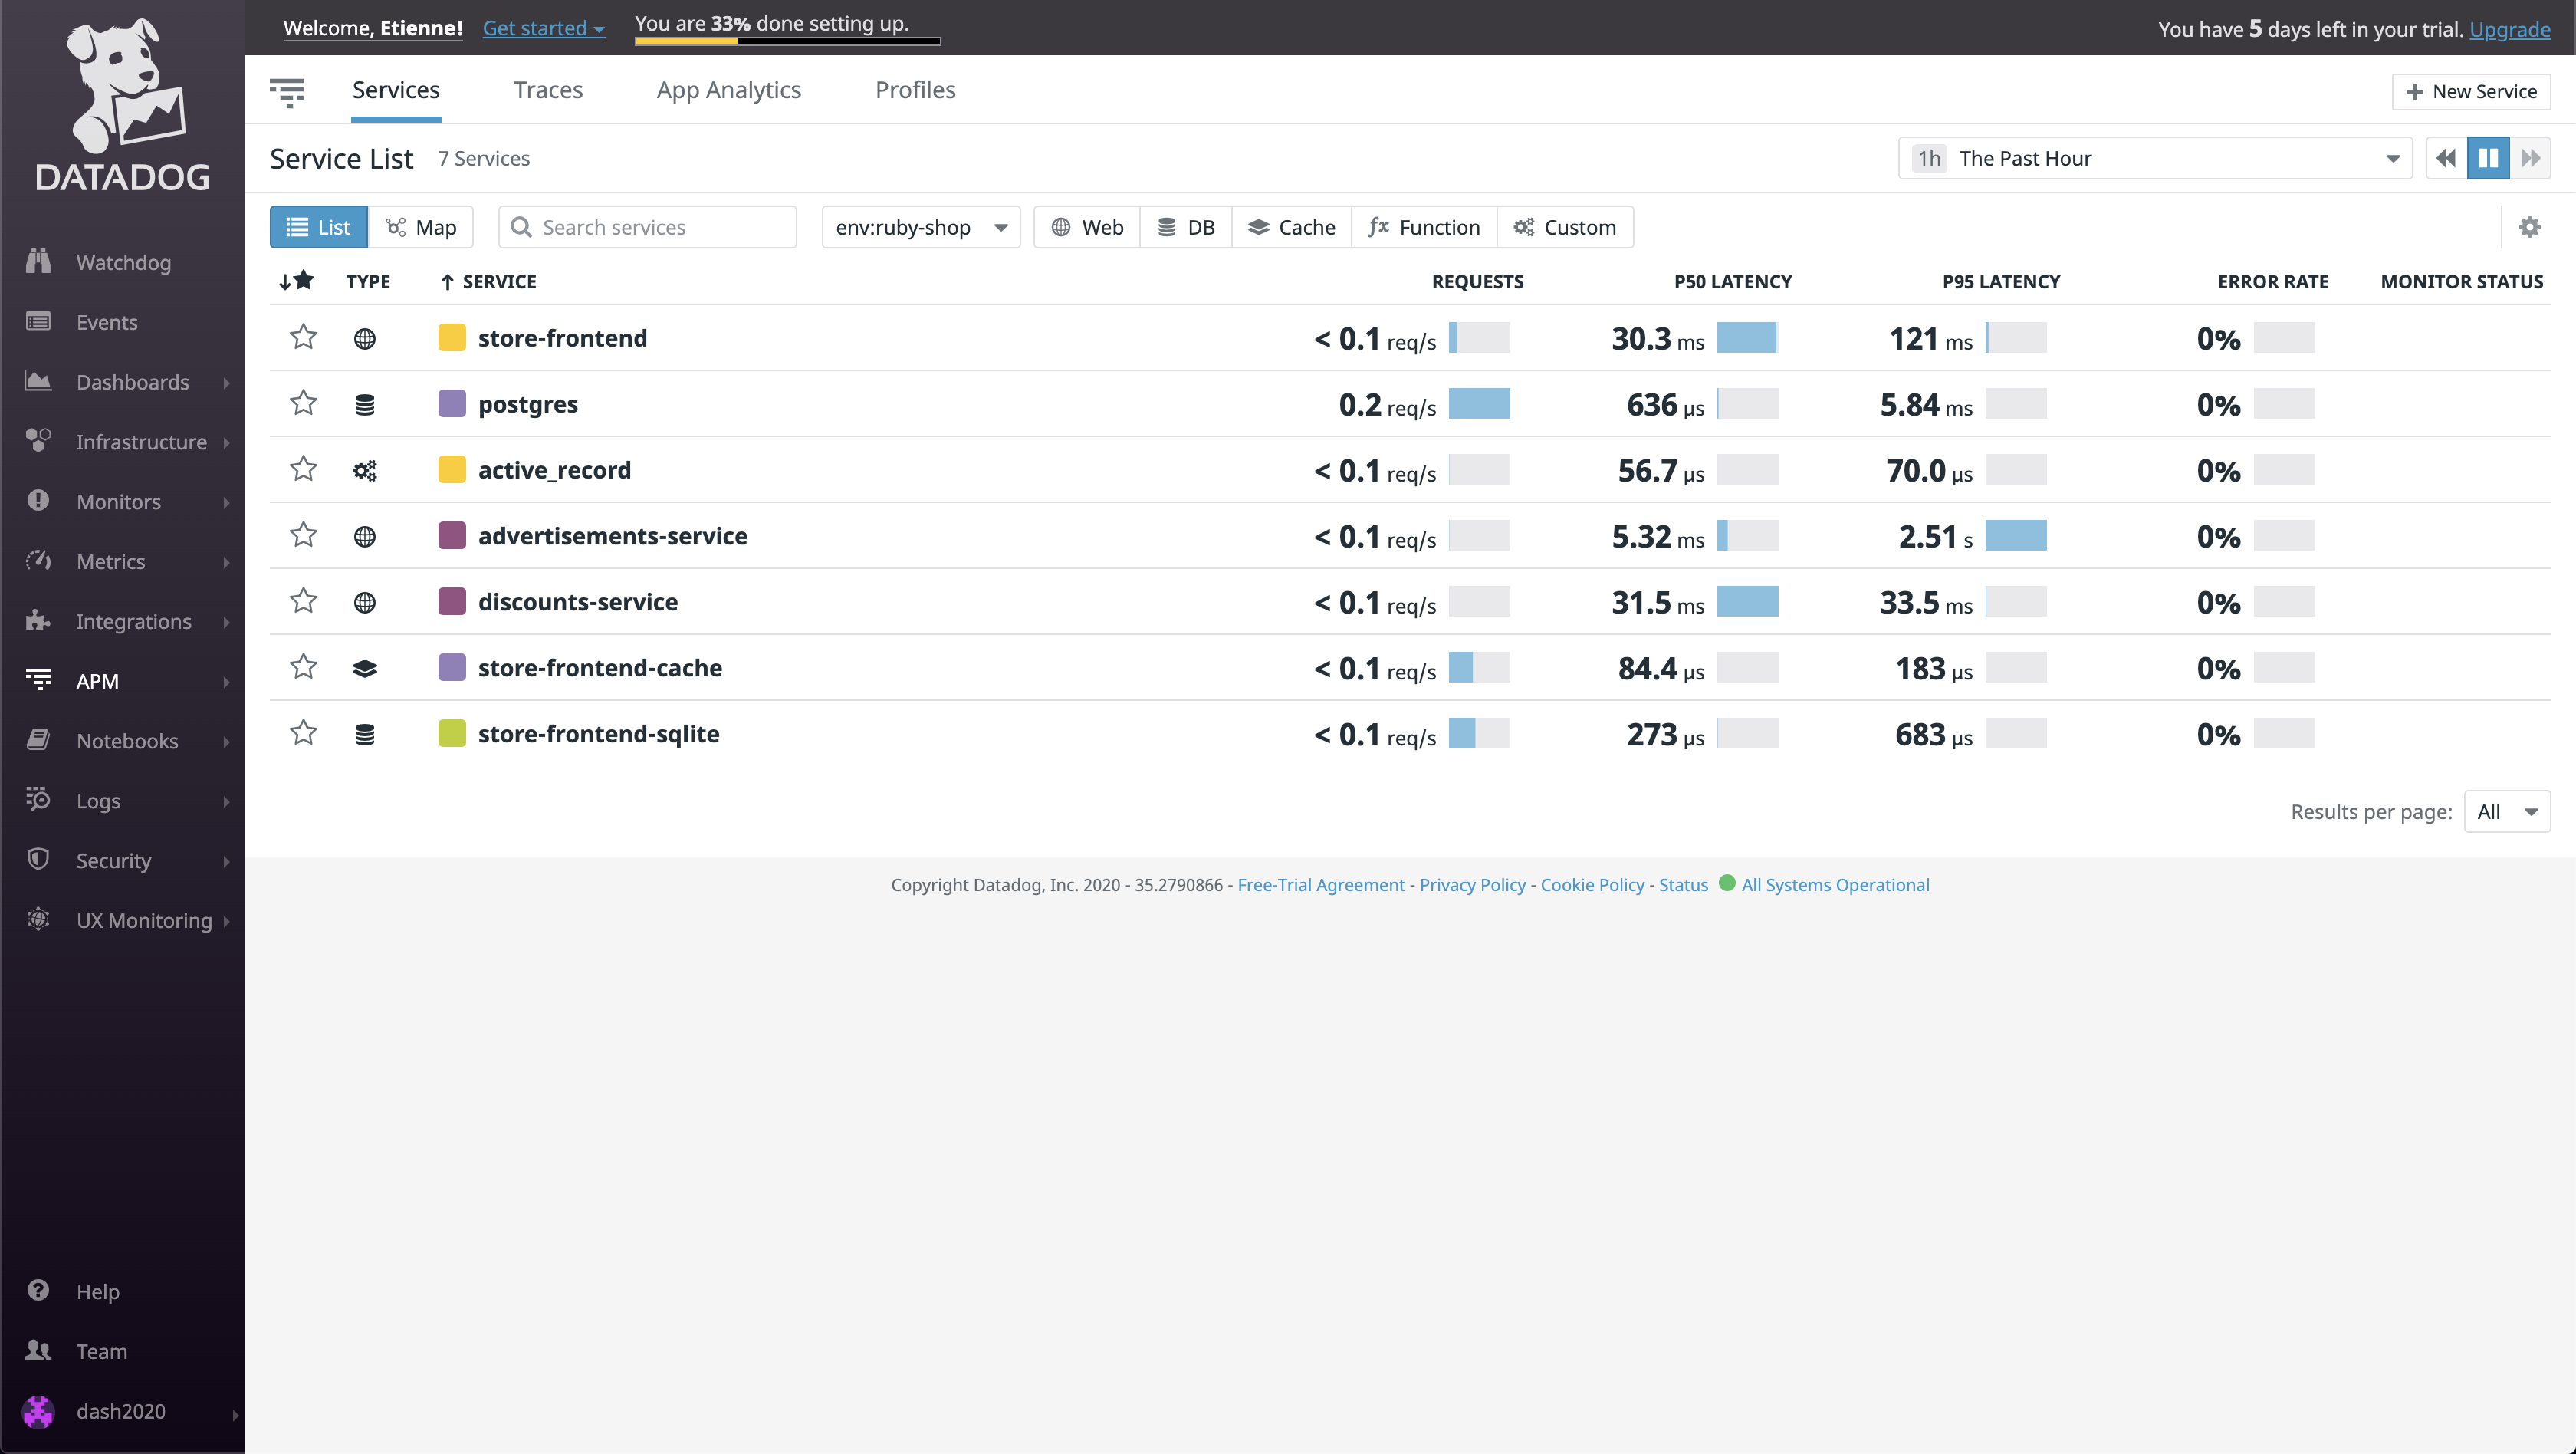 DATADOG
Watchdog
Events
Dashboards
Infrastructure
Monitors
Metrics
Integrations
APM
Notebooks
Logs
Security
UX Monitoring
Help
Team
dash2020
Welcome, Etienne! Get started You are 33% done setting up. You have 5 days left in your trial. Upgrade
Services Traces App Analytics Profiles New Service
Service List 7 Services 1h The Past Hour
List Map Search services env:ruby-shop Web DB Cache fx Function Custom
TYPE SERVICE REQUESTS P50 LATENCY P95 LATENCY ERROR RATE MONITOR STATUS
store-frontend < 0.1 req/s 30.3 ms 121 ms 0%
postgres 0.2 req/s 636 µs 5.84 ms 0%
active_record < 0.1 req/s 56.7 µs 70.0 µs 0%
advertisements-service < 0.1 req/s 5.32 ms 2.51 s 0%
discounts-service < 0.1 req/s 31.5 ms 33.5 ms 0%
store-frontend-cache < 0.1 req/s 84.4 µs 183 µs 0%
store-frontend-sqlite < 0.1 req/s 273 µs 683 µs 0%
Results per page: All
Copyright Datadog, Inc. 2020 - 35.2790866 - Free-Trial Agreement - Privacy Policy - Cookie Policy - Status All Systems Operational